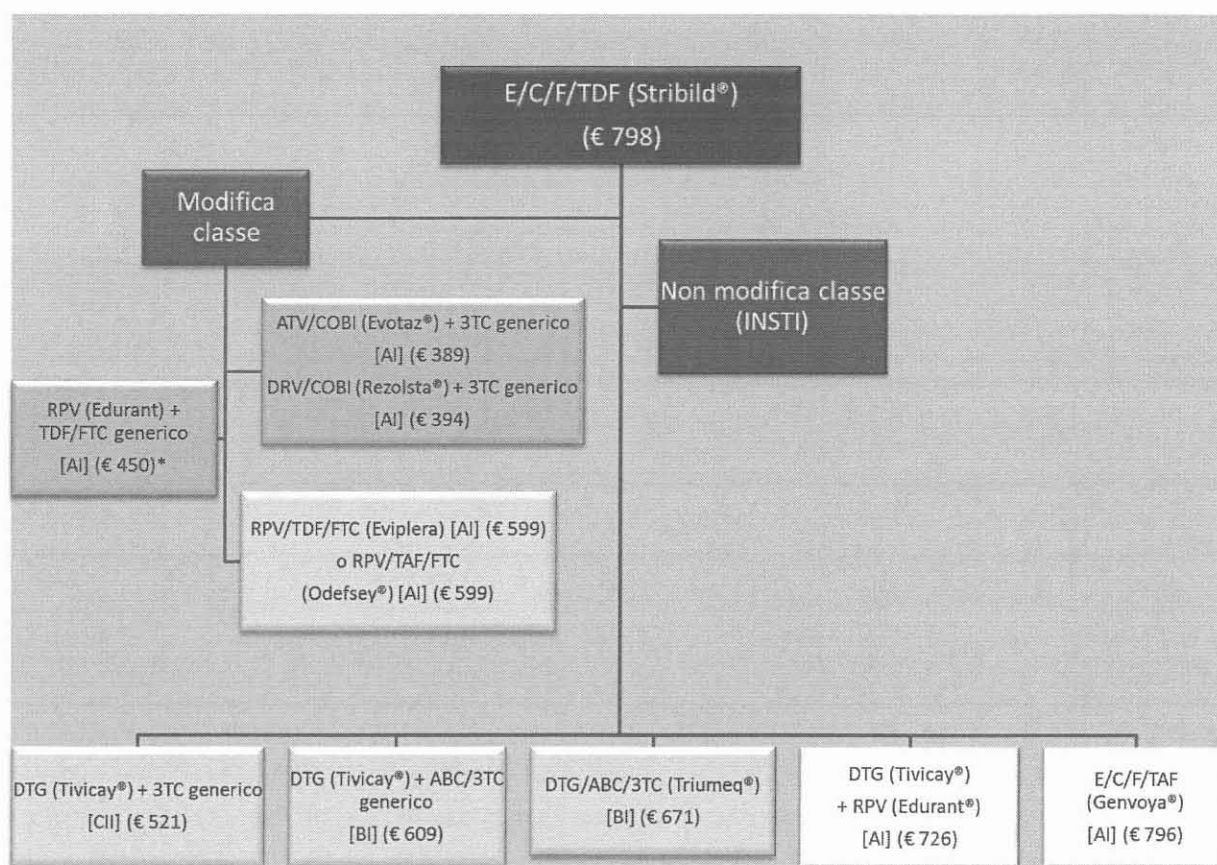 E/C/F/TDF (Stribild®)
(€ 798)
Modifica
classe
Non modifica classe
(INSTI)
ATV/COBI (Evotaz®) + 3TC generico
[AI] (€ 389)
DRV/COBI (Rezolsta®) + 3TC generico
[AI] (€ 394)
RPV (Edurant) +
TDF/FTC generico
[AI] (€ 450)*
RPV/TDF/FTC (Eviplera) [AI] (€ 599)
o RPV/TAF/FTC
(Odefsey®) [AI] (€ 599)
DTG (Tivicay®) + 3TC generico
[CII] (€ 521)
DTG (Tivicay®) + ABC/3TC
generico
[BI] (€ 609)
DTG/ABC/3TC (Triumeq®)
[BI] (€ 671)
DTG (Tivicay®)
+ RPV (Edurant®)
[AI] (€ 726)
E/C/F/TAF
(Genvoya®)
[AI] (€ 796)